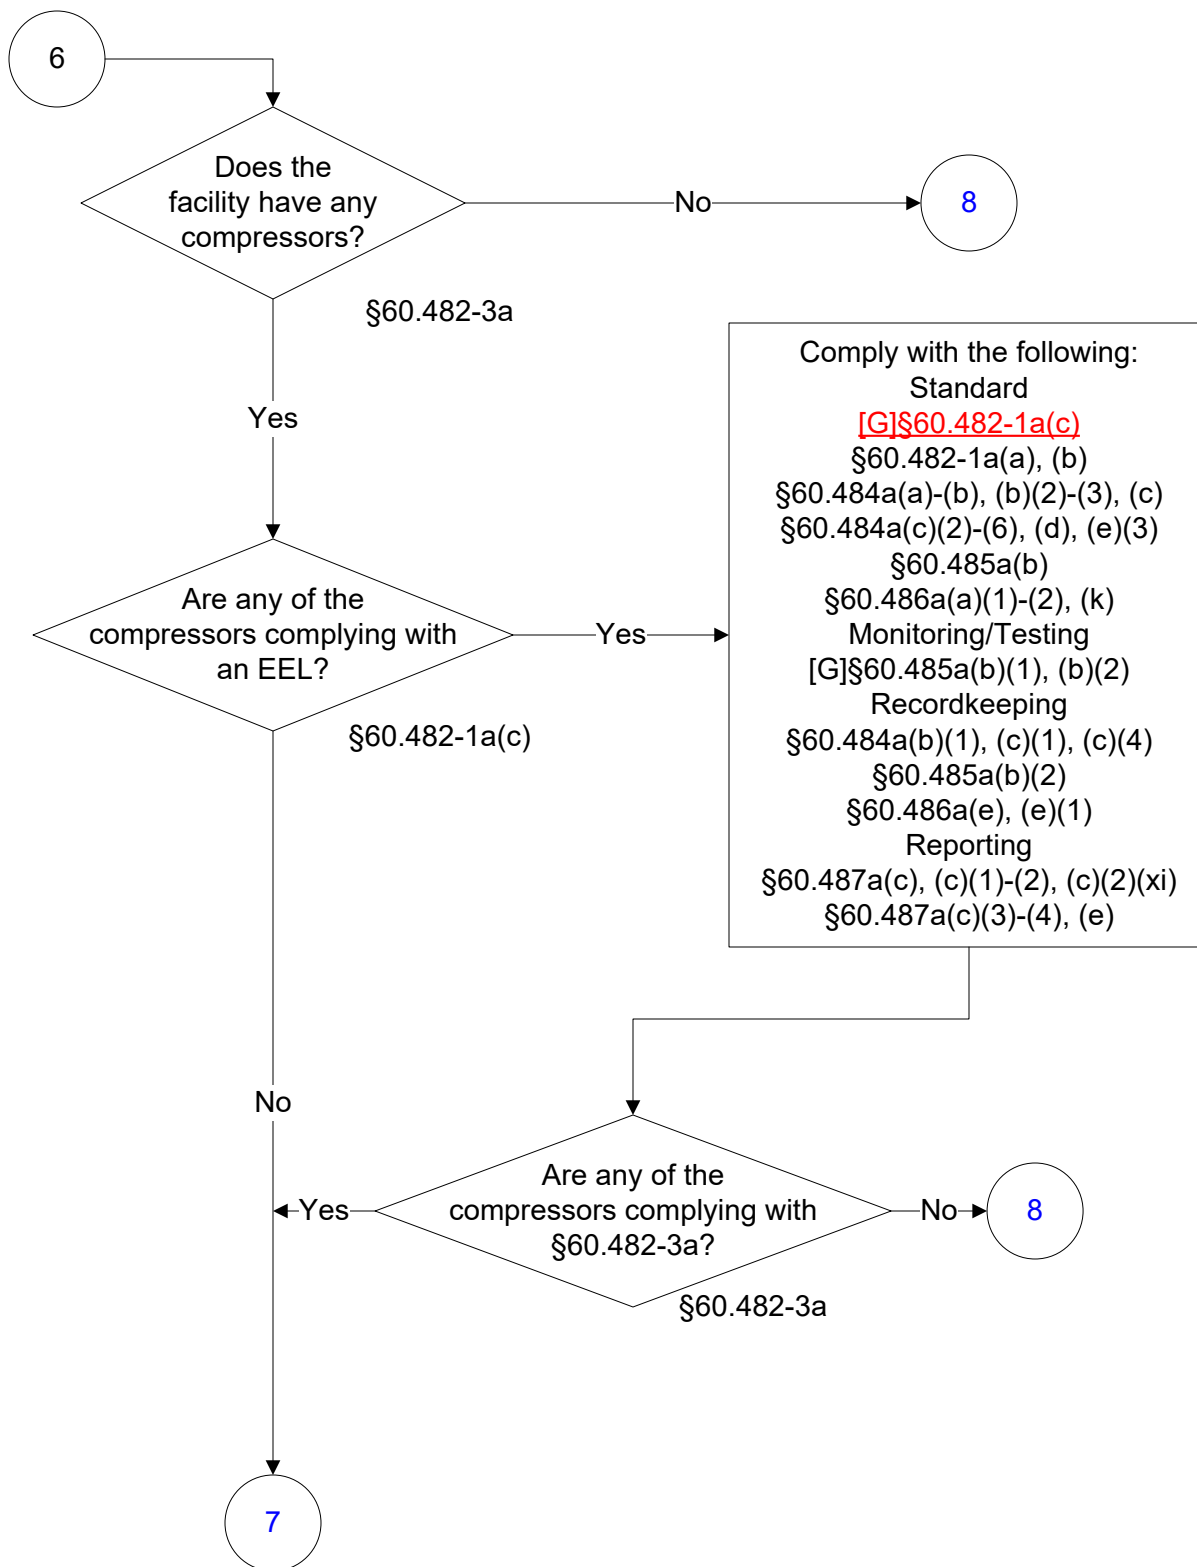 6
Does the
facility have any
compressors?
No
8
§60.482-3a
Yes
Comply with the following:
Standard
[G]§60.482-1a(c)
§60.482-1a(a), (b)
§60.484a(a)-(b), (b)(2)-(3), (c)
§60.484a(c)(2)-(6), (d), (e)(3)
§60.485a(b)
§60.486a(a)(1)-(2), (k)
Monitoring/Testing
[G]§60.485a(b)(1), (b)(2)
Recordkeeping
§60.484a(b)(1), (c)(1), (c)(4)
§60.485a(b)(2)
§60.486a(e), (e)(1)
Reporting
§60.487a(c), (c)(1)-(2), (c)(2)(xi)
§60.487a(c)(3)-(4), (e)
Are any of the
compressors complying with
an EEL?
Yes
§60.482-1a(c)
No
Are any of the
compressors complying with
§60.482-3a?
Yes
No
8
§60.482-3a
7